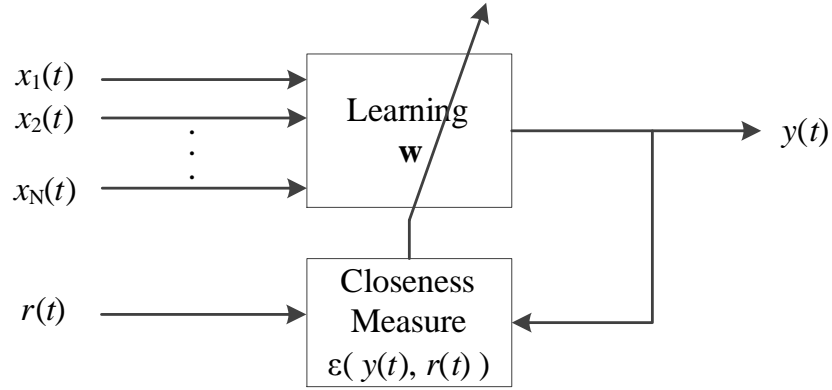 x1(t)
x2(t)
xN(t)
Learning
w
y(t)
r(t)
Closeness
Measure
ε( y(t), r(t) )